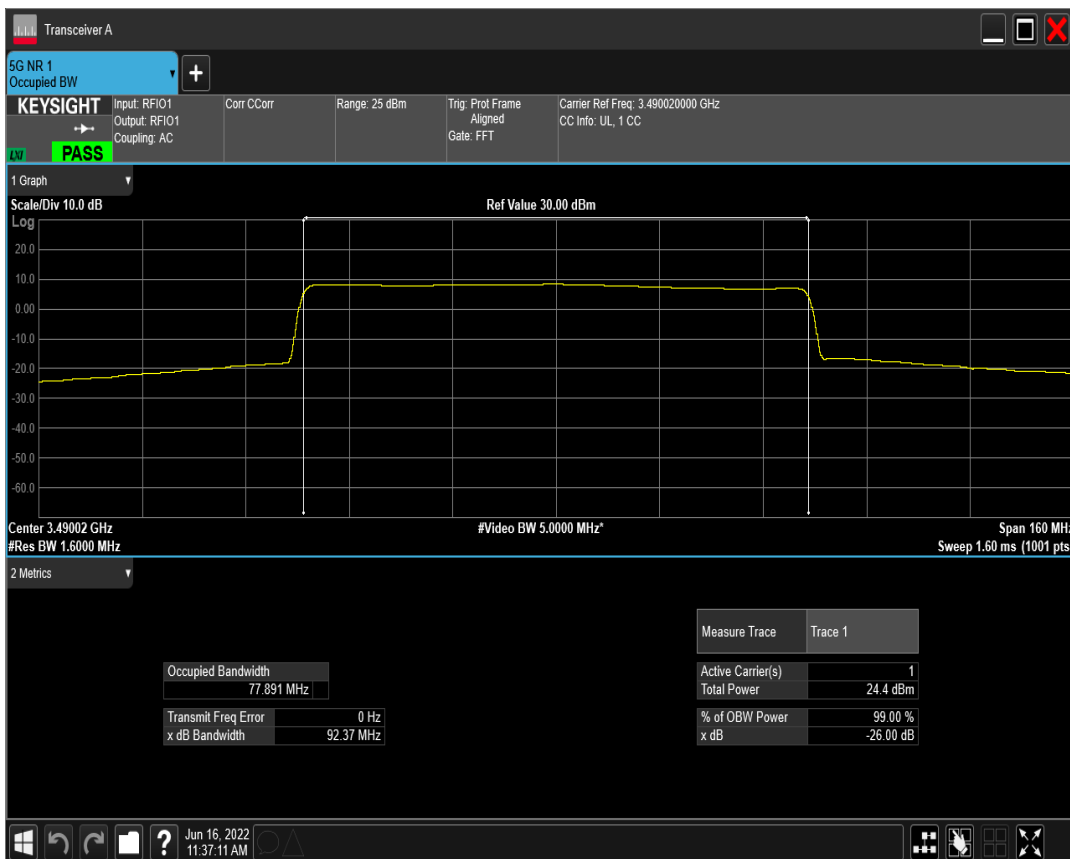 Transceiver A
5G NR 1
Occupied BW
KEYSIGHT
LXI
PASS
Input: RFIO1
Output: RFIO1
Coupling: AC
Corr CCorr
Range: 25 dBm
Trig: Prot Frame
Aligned
Gate: FFT
Carrier Ref Freq: 3.490020000 GHz
CC Info: UL, 1 CC
1 Graph
Scale/Div 10.0 dB
Ref Value 30.00 dBm
Log
20.0
10.0
0.00
-10.0
-20.0
-30.0
-40.0
-50.0
-60.0
Center 3.49002 GHz
#Video BW 5.0000 MHz*
Span 160 MHz
#Res BW 1.6000 MHz
Sweep 1.60 ms (1001 pts
2 Metrics
Measure Trace Trace 1
Occupied Bandwidth
77.891 MHz
Active Carrier(s) 1
Total Power 24.4 dBm
Transmit Freq Error 0 Hz
x dB Bandwidth 92.37 MHz
% of OBW Power 99.00 %
x dB -26.00 dB
?
Jun 16, 2022
11:37:11 AM